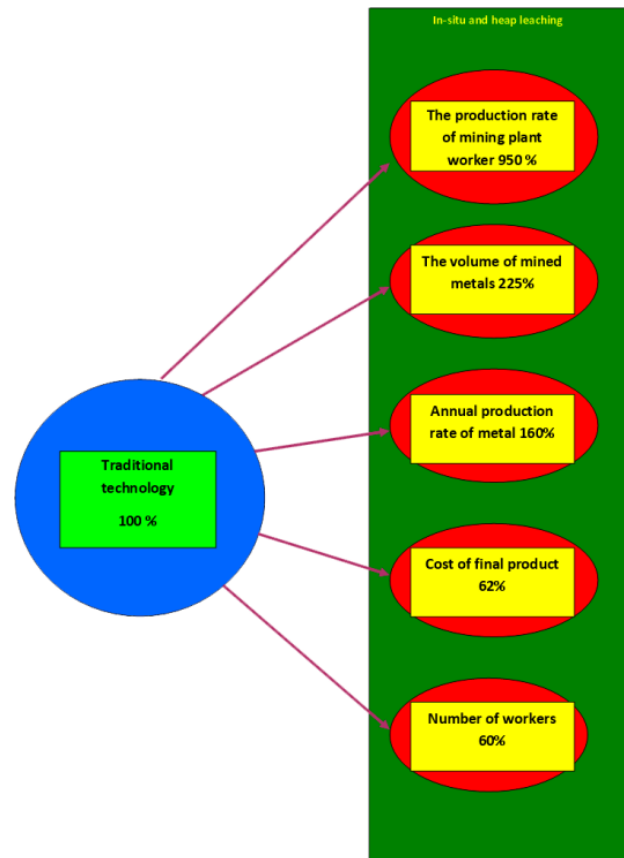 In-situ and heap leaching
The production rate
of mining plant
worker 950 %
The volume of mined
metals 225%
Annual production
rate of metal 160%
Traditional
technology
100 %
Cost of final product
62%
Number of workers
60%